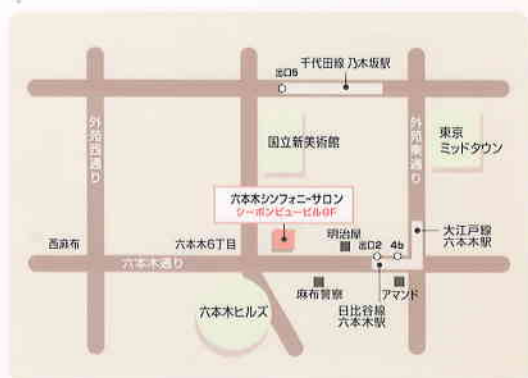 千代田線 乃木坂駅
出口5
外苑西通り
国立新美術館
外苑東通り
東京
ミッドタウン
六本木シンフォニーサロン
シーボンビュービル9F
西麻布
六本木6丁目
明治屋
出口2
4b
大江戸線
六本木駅
六本木通り
麻布警察
アマンド
日比谷線
六本木駅
六本木ヒルズ